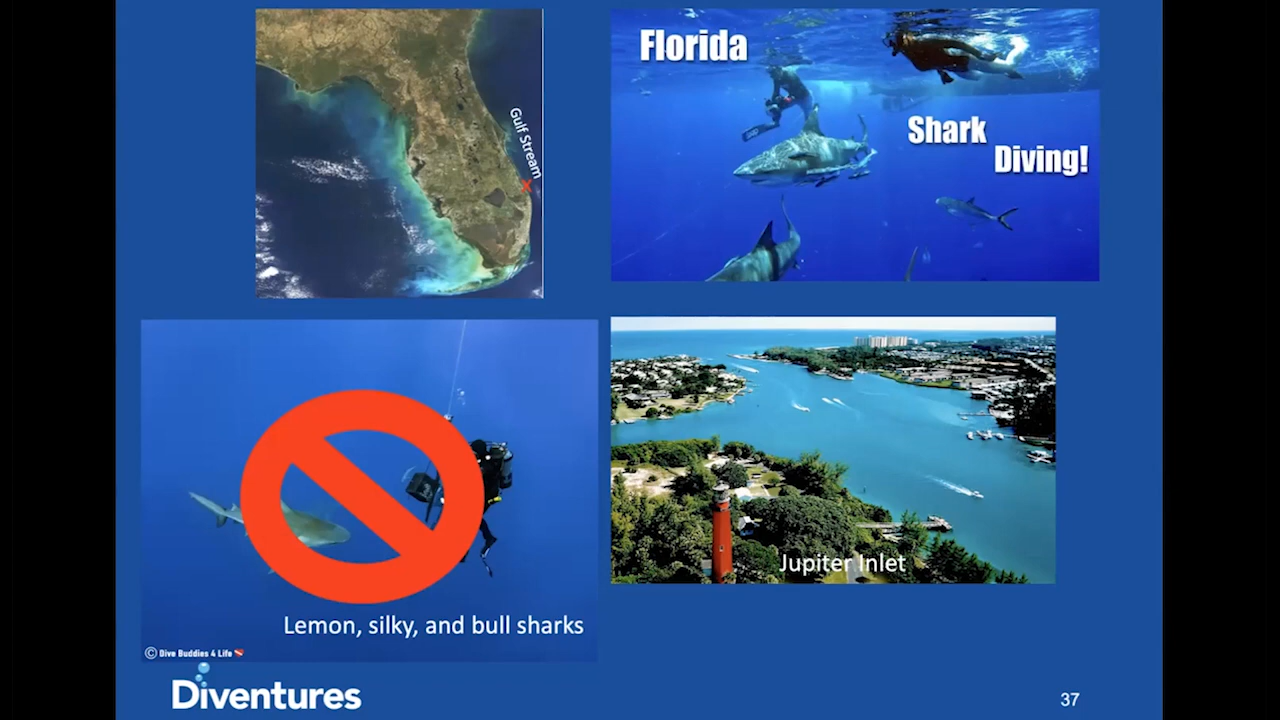 Gulf Stream
X
Florida
Shark
Diving!
Lemon, silky, and bull sharks
© Dive Buddies 4 Life
Jupiter Inlet
Diventures
37